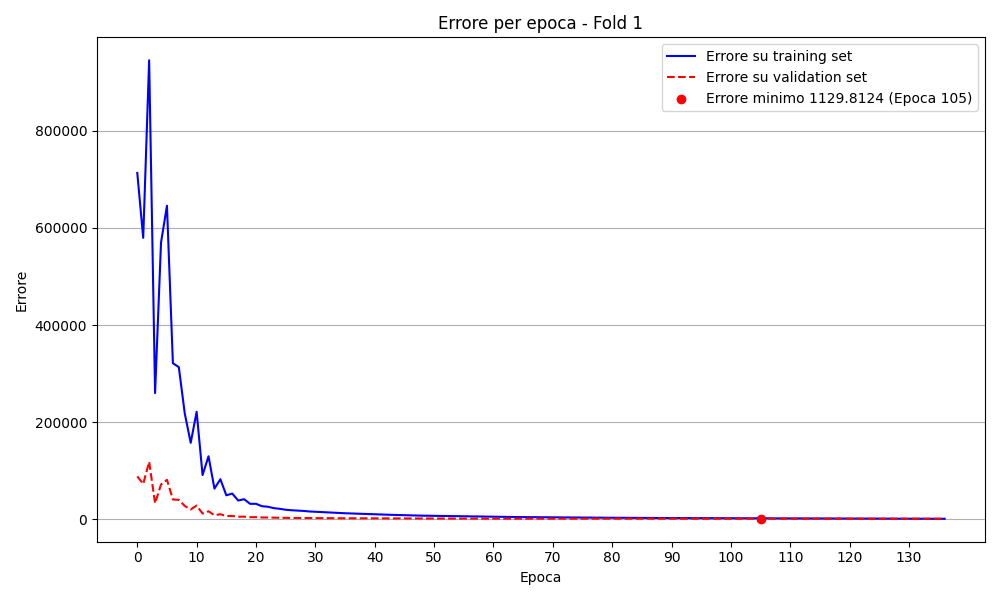 Errore per epoca - Fold 1
Errore su training set
Errore su validation set
Errore minimo 1129.8124 (Epoca 105)
Errore
800000
600000
400000
200000
0
0 10 20 30 40 50 60 70 80 90 100 110 120 130
Epoca